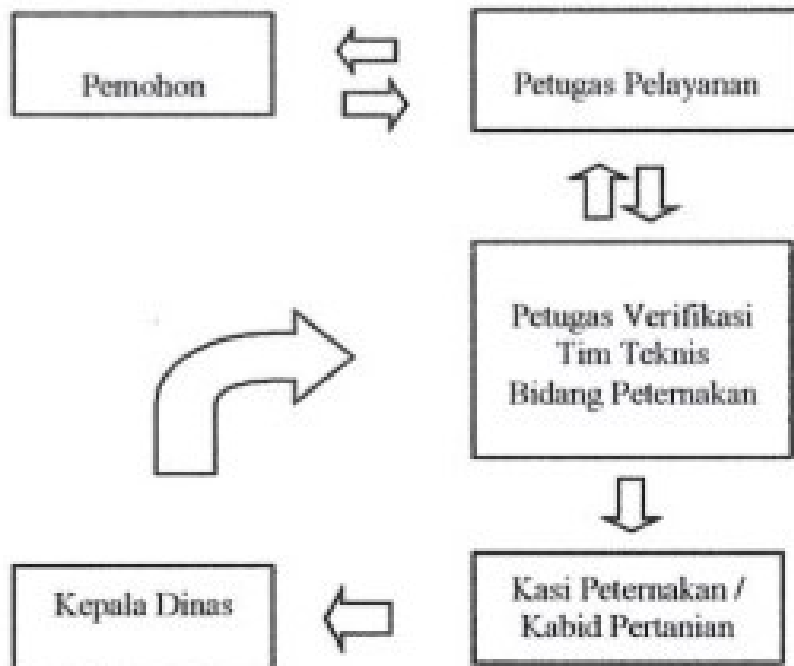 Pemohon
Petugas Pelayanan
Petugas Verifikasi
Tim Teknis
Bidang Peternakan
Kepala Dinas
Kasi Peternakan /
Kabid Pertanian